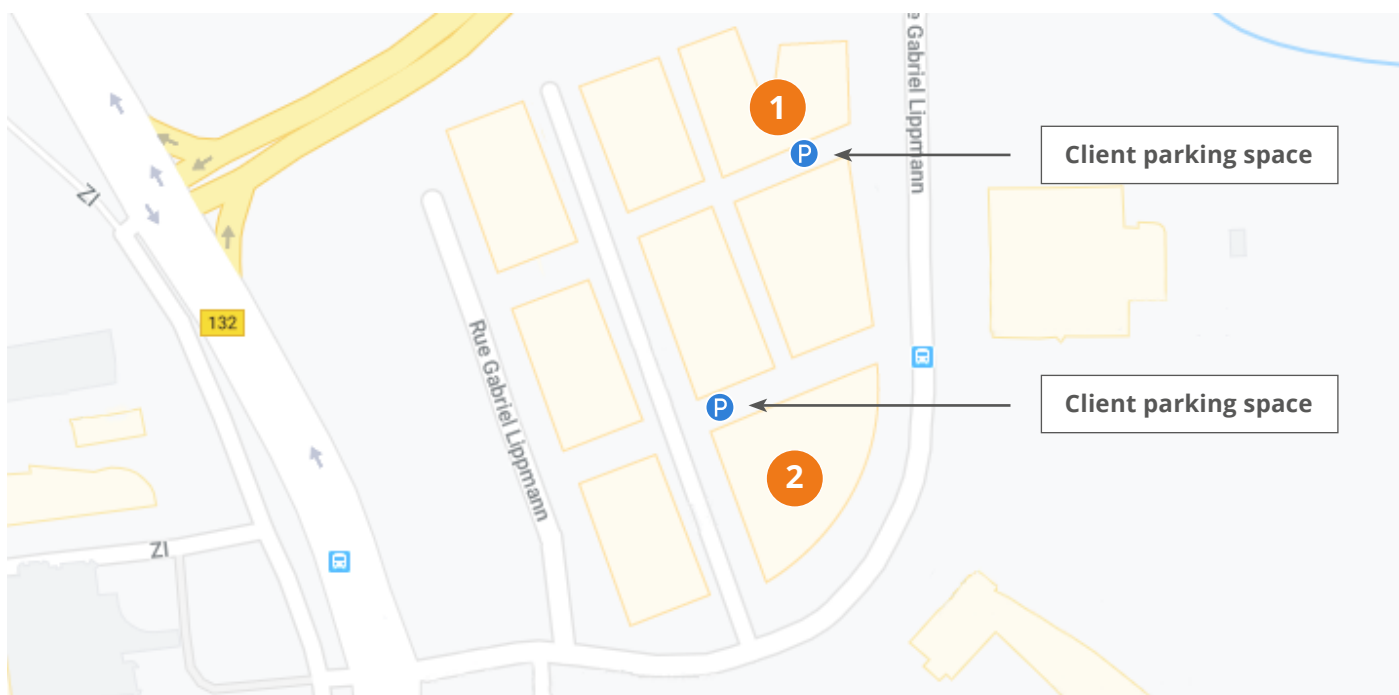 e Gabriel Lippmann
1
P
Client parking space
ZI
132
Rue Gabriel Lippmann
P
Client parking space
2
ZI